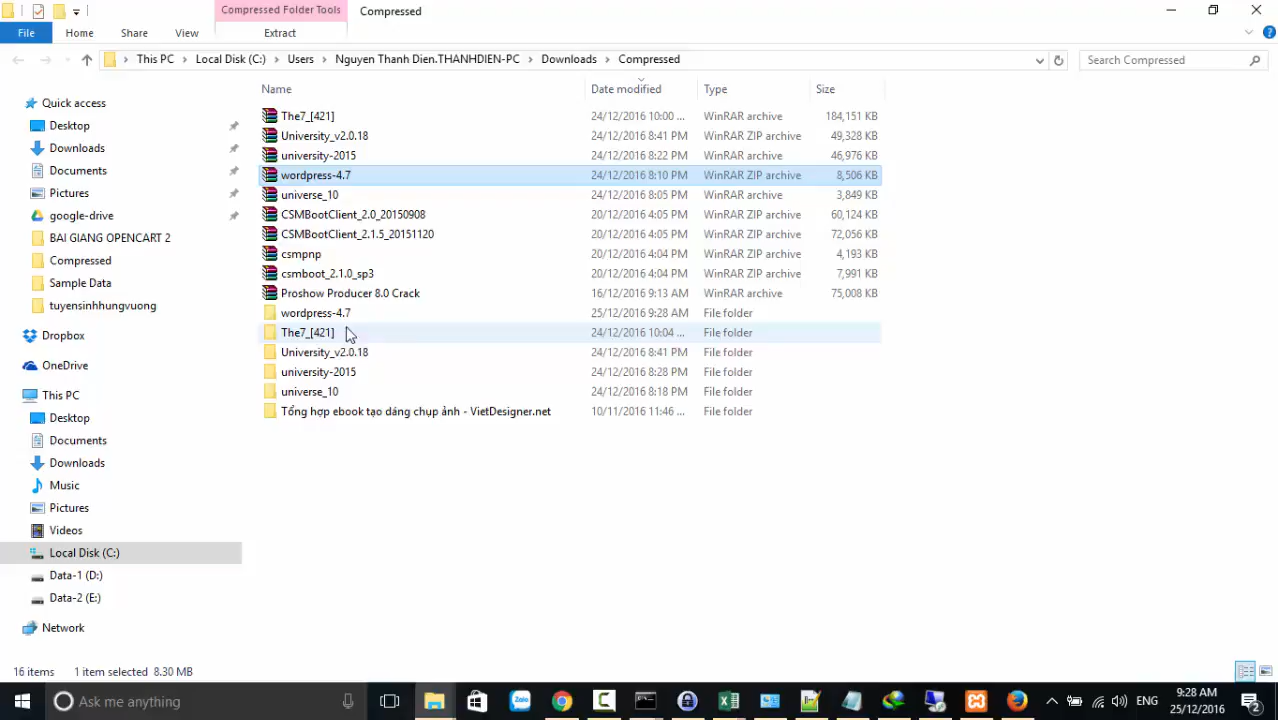 Compressed Folder Tools Compressed
File Home Share View Extract
This PC Local Disk (C:) Users Nguyen Thanh Dien.THANHDIEN-PC Downloads Compressed Search Compressed
Name Date modified Type Size
Quick access
Desktop
Downloads
Documents
Pictures
google-drive
BAI GIANG OPENCART 2
Compressed
Sample Data
tuyensinhhungvuong
Dropbox
OneDrive
This PC
Desktop
Documents
Downloads
Music
Pictures
Videos
Local Disk (C:)
Data-1 (D:)
Data-2 (E:)
Network
The7_[421] 24/12/2016 10:00 ... WinRAR archive 184,151 KB
University_v2.0.18 24/12/2016 8:41 PM WinRAR ZIP archive 49,328 KB
university-2015 24/12/2016 8:22 PM WinRAR archive 46,976 KB
wordpress-4.7 24/12/2016 8:10 PM WinRAR ZIP archive 8,506 KB
universe_10 24/12/2016 8:05 PM WinRAR ZIP archive 3,849 KB
CSMBootClient_2.0_20150908 20/12/2016 4:05 PM WinRAR ZIP archive 60,124 KB
CSMBootClient_2.1.5_20151120 20/12/2016 4:05 PM WinRAR ZIP archive 72,056 KB
csmpnp 20/12/2016 4:04 PM WinRAR ZIP archive 4,193 KB
csmboot_2.1.0_sp3 20/12/2016 4:04 PM WinRAR ZIP archive 7,991 KB
Proshow Producer 8.0 Crack 16/12/2016 9:13 AM WinRAR archive 75,008 KB
wordpress-4.7 25/12/2016 9:28 AM File folder
The7_[421] 24/12/2016 10:04 ... File folder
University_v2.0.18 24/12/2016 8:41 PM File folder
university-2015 24/12/2016 8:28 PM File folder
universe_10 24/12/2016 8:18 PM File folder
Tổng hợp ebook tạo dáng chụp ảnh - VietDesigner.net 10/11/2016 11:46 ... File folder
16 items 1 item selected 8.30 MB
Ask me anything Zalo ENG 9:28 AM
25/12/2016 2